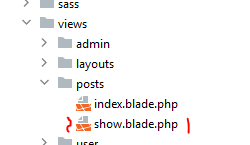 sass
views
admin
layouts
posts
index.blade.php
show.blade.php
user